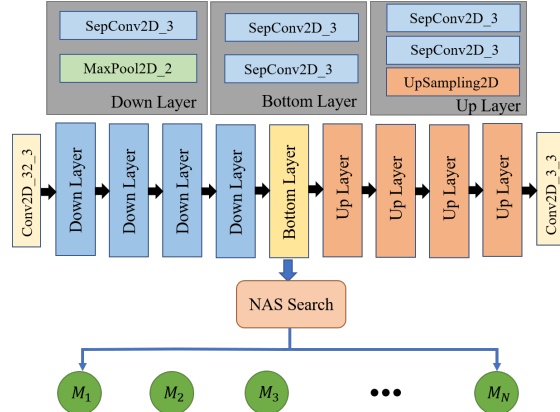 SepConv2D_3
MaxPool2D_2
Down Layer
SepConv2D_3
SepConv2D_3
Bottom Layer
SepConv2D_3
SepConv2D_3
UpSampling2D
Up Layer
Conv2D_32_3
Down Layer
Down Layer
Down Layer
Down Layer
Bottom Layer
Up Layer
Up Layer
Up Layer
Up Layer
Conv2D_3_3
NAS Search
M1
M2
M3
•••
MN